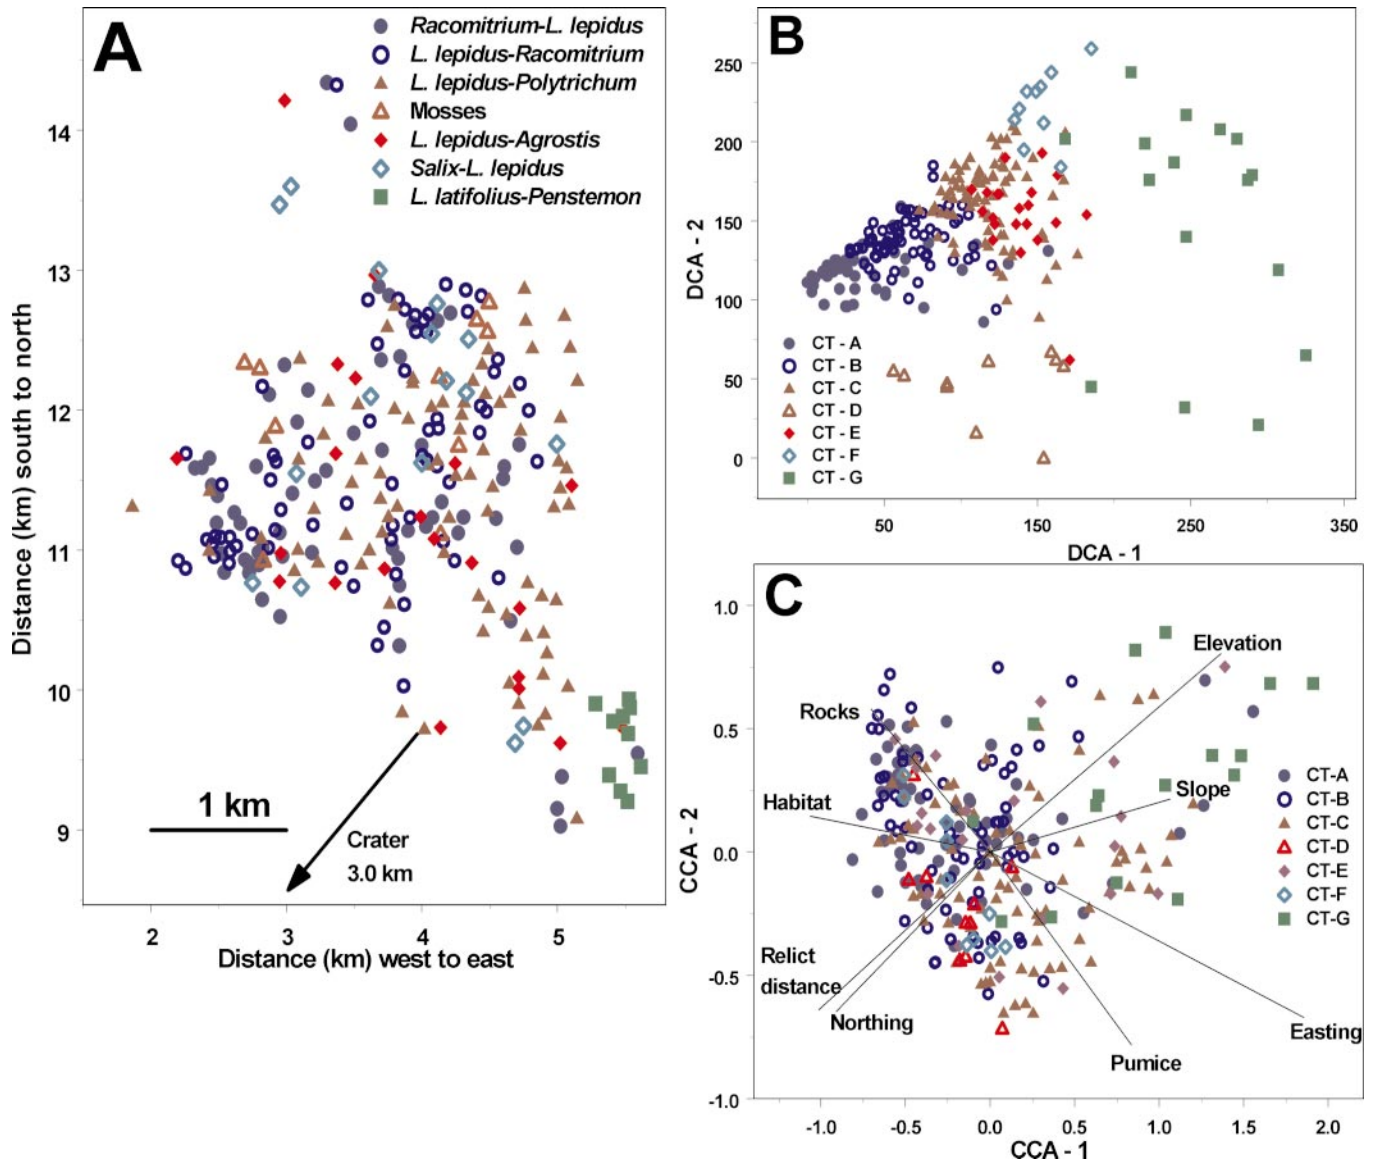 A
Racomitrium-L. lepidus
L. lepidus-Racomitrium
L. lepidus-Polytrichum
Mosses
L. lepidus-Agrostis
Salix-L. lepidus
L. latifolius-Penstemon
14
13
12
11
10
9
Distance (km) south to north
1 km
Crater
3.0 km
2
3
4
5
Distance (km) west to east
B
250
200
150
100
50
0
DCA - 2
CT - A
CT - B
CT - C
CT - D
CT - E
CT - F
CT - G
50
150
250
350
DCA - 1
C
1.0
0.5
0.0
-0.5
-1.0
CCA - 2
Elevation
Rocks
Slope
Habitat
CT-A
CT-B
CT-C
CT-D
CT-E
CT-F
CT-G
Relict
distance
Northing
Easting
Pumice
-1.0
-0.5
0.0
0.5
1.0
1.5
2.0
CCA - 1